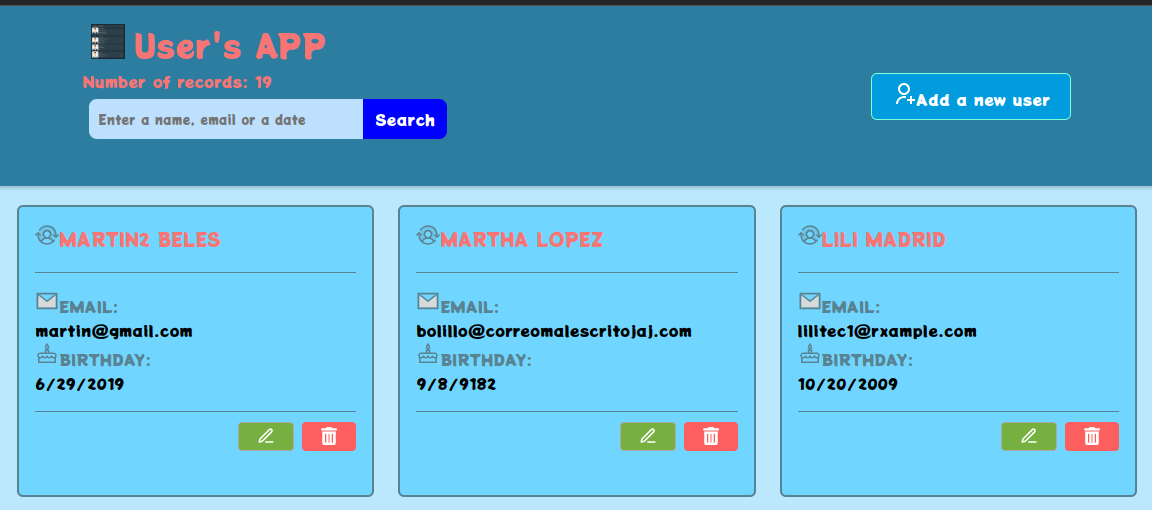 User's APP
Number of records: 19
Enter a name, email or a date
Search
Add a new user
MARTIN2 BELES
EMAIL:
martin@gmail.com
BIRTHDAY:
6/29/2019
MARTHA LOPEZ
EMAIL:
bolillo@correomalescritojaj.com
BIRTHDAY:
9/8/9182
LILI MADRID
EMAIL:
lilitec1@rxample.com
BIRTHDAY:
10/20/2009